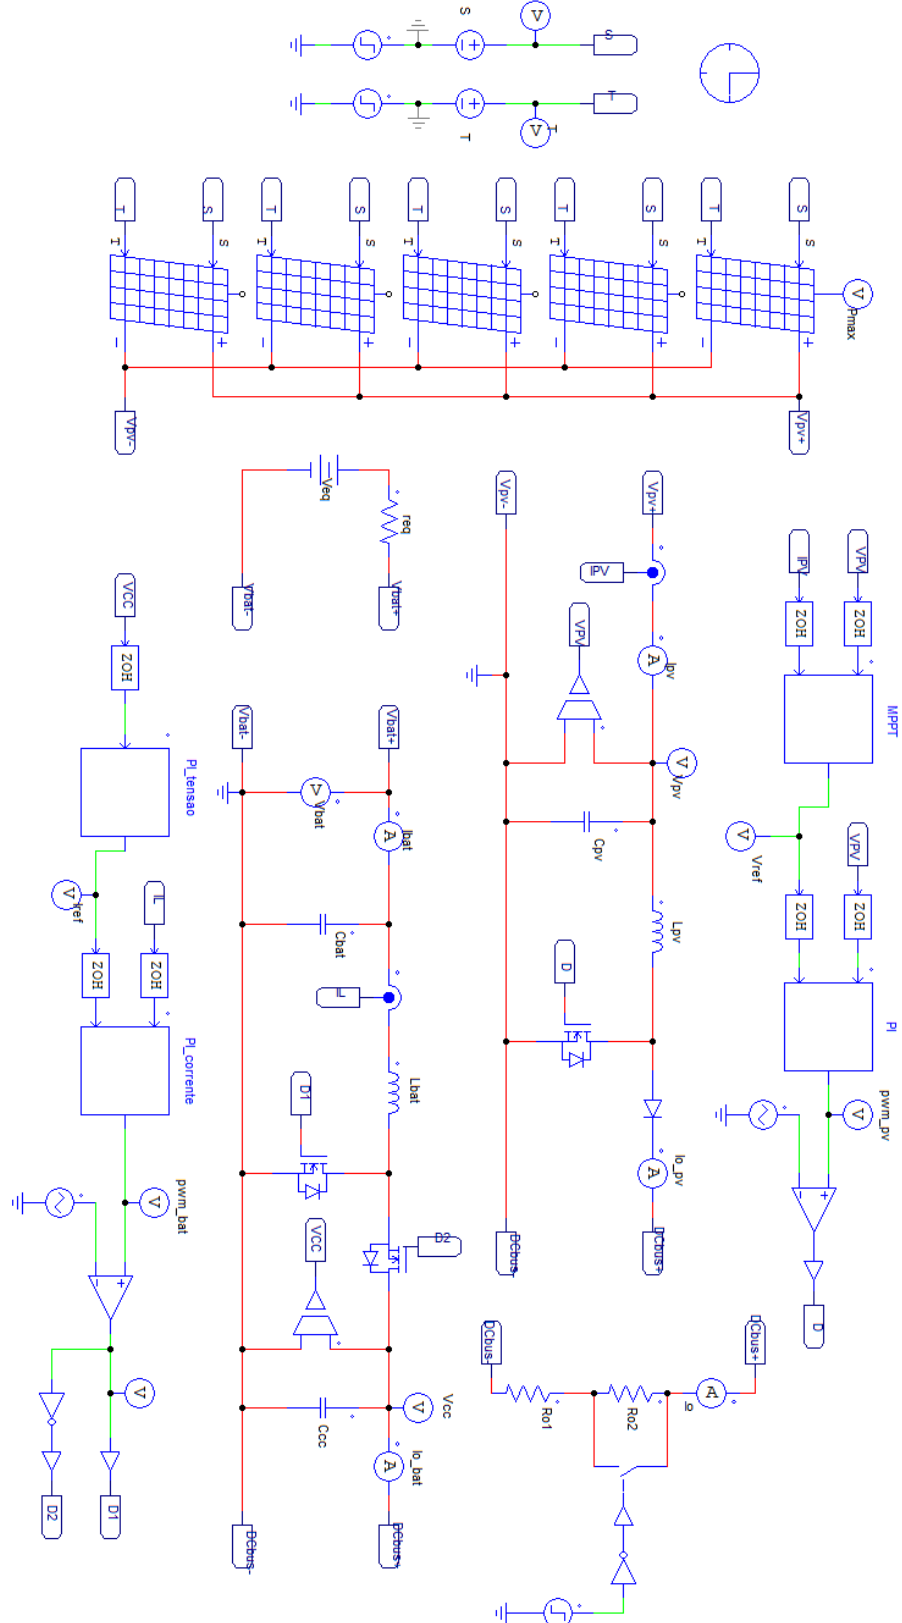 S
V
S
T
V
T
T
T
S
T
S
T
S
T
S
T
S
T
S
T
S
T
S
T
S
T
S
V
Pmax
Vpv-
Vpv+
Veq
req
Vbat-
Vbat+
Vpv-
Vpv+
IPV
VPV
A
Ipv
V
Vpv
Cpv
Lpv
D
A
Io_pv
DCbus-
DCbus+
IPV
VPV
ZOH
ZOH
MPPT
V
Vref
VPV
ZOH
ZOH
PI
V
pwm_pv
D
VCC
ZOH
PI_tensao
V
Iref
IL
ZOH
ZOH
PI_corrente
V
pwm_bat
V
D2
D1
Vbat-
Vbat+
V
Vbat
A
Ibat
Cbat
IL
Lbat
D1
D2
VCC
Ccc
V
Vcc
A
Io_bat
DCbus-
DCbus+
DCbus-
DCbus+
Ro1
Ro2
A
Io